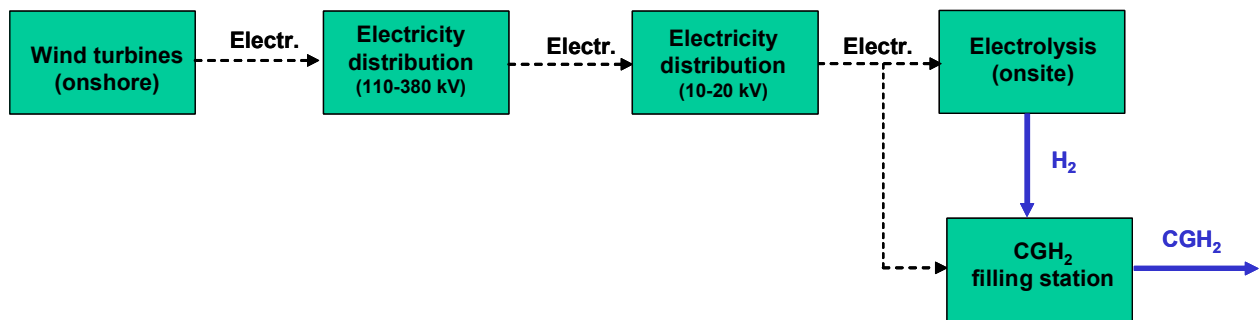 Wind turbines
(onshore)
Electr.
Electricity
distribution
(110-380 kV)
Electr.
Electricity
distribution
(10-20 kV)
Electr.
Electrolysis
(onsite)
H₂
CGH₂
filling station
CGH₂